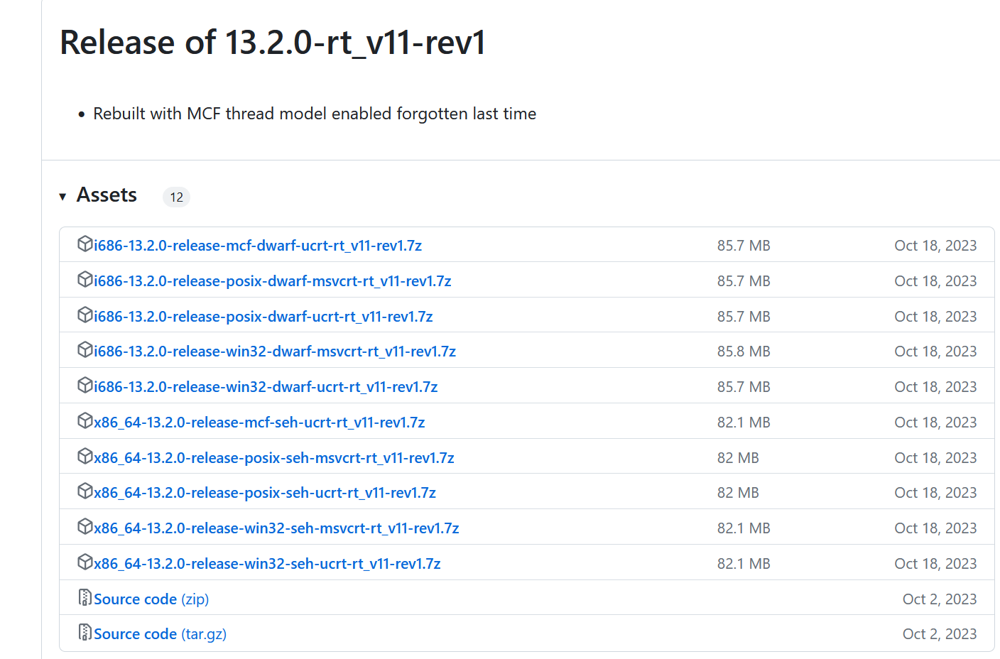 Release of 13.2.0-rt_v11-rev1
Rebuilt with MCF thread model enabled forgotten last time
Assets 12
i686-13.2.0-release-mcf-dwarf-ucrt-rt_v11-rev1.7z 85.7 MB Oct 18, 2023
i686-13.2.0-release-posix-dwarf-msvcrt-rt_v11-rev1.7z 85.7 MB Oct 18, 2023
i686-13.2.0-release-posix-dwarf-ucrt-rt_v11-rev1.7z 85.7 MB Oct 18, 2023
i686-13.2.0-release-win32-dwarf-msvcrt-rt_v11-rev1.7z 85.8 MB Oct 18, 2023
i686-13.2.0-release-win32-dwarf-ucrt-rt_v11-rev1.7z 85.7 MB Oct 18, 2023
x86_64-13.2.0-release-mcf-seh-ucrt-rt_v11-rev1.7z 82.1 MB Oct 18, 2023
x86_64-13.2.0-release-posix-seh-msvcrt-rt_v11-rev1.7z 82 MB Oct 18, 2023
x86_64-13.2.0-release-posix-seh-ucrt-rt_v11-rev1.7z 82 MB Oct 18, 2023
x86_64-13.2.0-release-win32-seh-msvcrt-rt_v11-rev1.7z 82.1 MB Oct 18, 2023
x86_64-13.2.0-release-win32-seh-ucrt-rt_v11-rev1.7z 82.1 MB Oct 18, 2023
Source code (zip) Oct 2, 2023
Source code (tar.gz) Oct 2, 2023